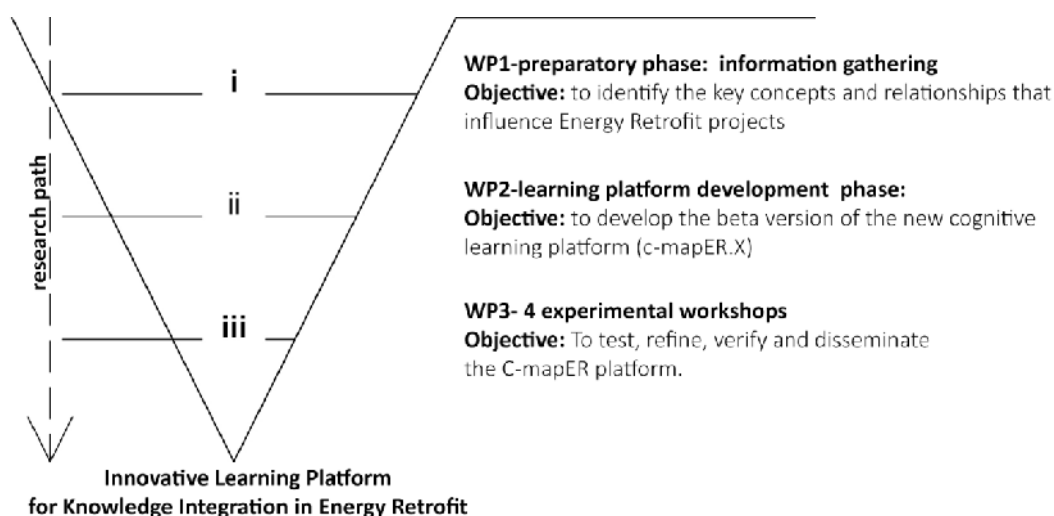 i
WP1-preparatory phase: information gathering
Objective: to identify the key concepts and relationships that
influence Energy Retrofit projects
research path
ii
WP2-learning platform development phase:
Objective: to develop the beta version of the new cognitive
learning platform (c-mapER.X)
iii
WP3- 4 experimental workshops
Objective: To test, refine, verify and disseminate
the C-mapER platform.
Innovative Learning Platform
for Knowledge Integration in Energy Retrofit